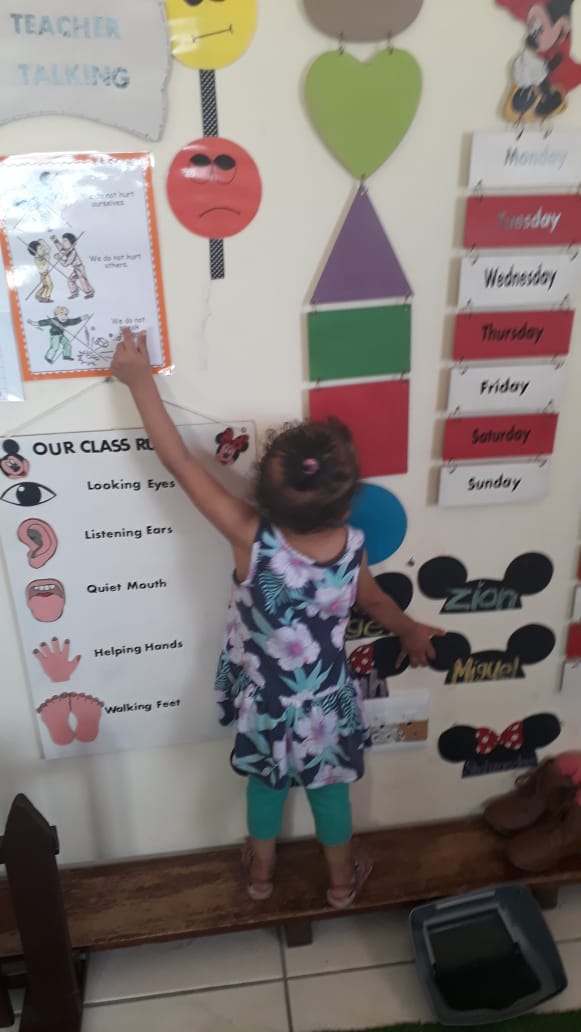 TEACHER
TALKING
not hurt
ourselves.
We do not hurt
others.
We do not
OUR CLASS
Looking Eyes
Listening Ears
Quiet Mouth
Helping Hands
Walking Feet
Monday
Tuesday
Wednesday
Thursday
Friday
Saturday
Sunday
Zion
Miguel